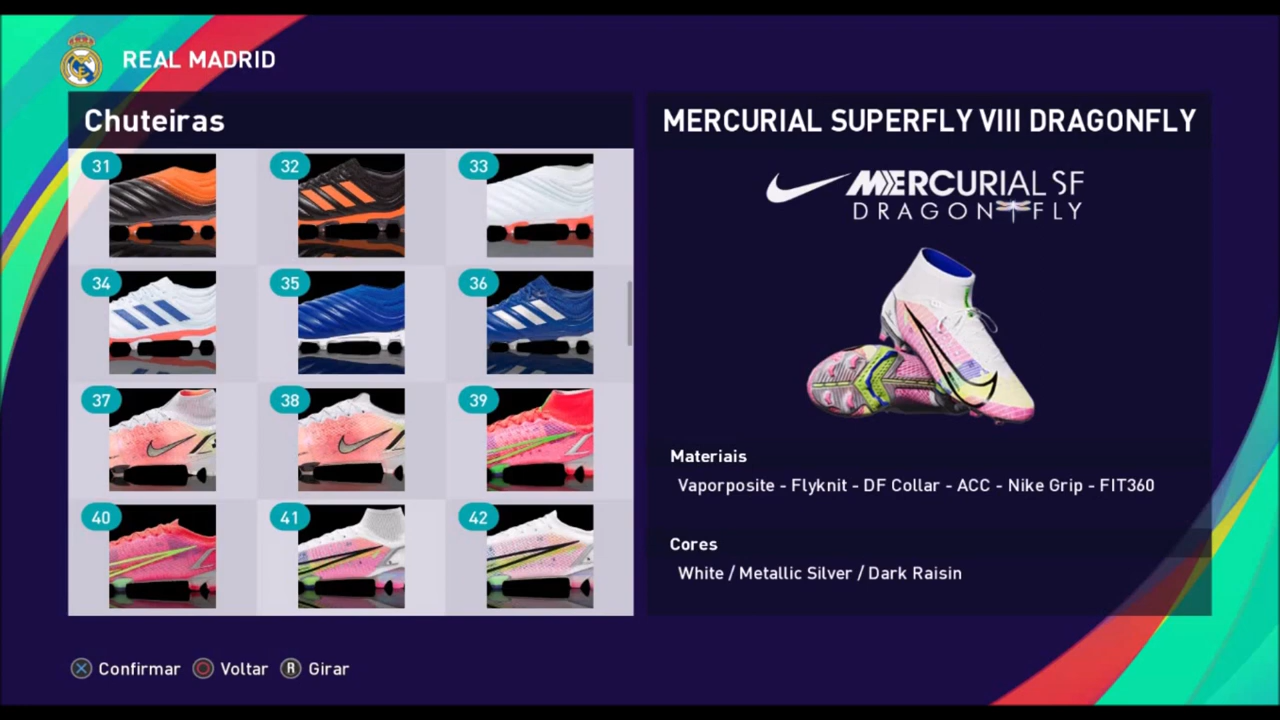 REAL MADRID
Chuteiras
31
32
33
34
35
36
37
38
39
40
41
42
MERCURIAL SUPERFLY VIII DRAGONFLY
MERCURIAL SF
DRAGONFLY
Materiais
Vaporposite - Flyknit - DF Collar - ACC - Nike Grip - FIT360
Cores
White / Metallic Silver / Dark Raisin
Confirmar
Voltar
R Girar